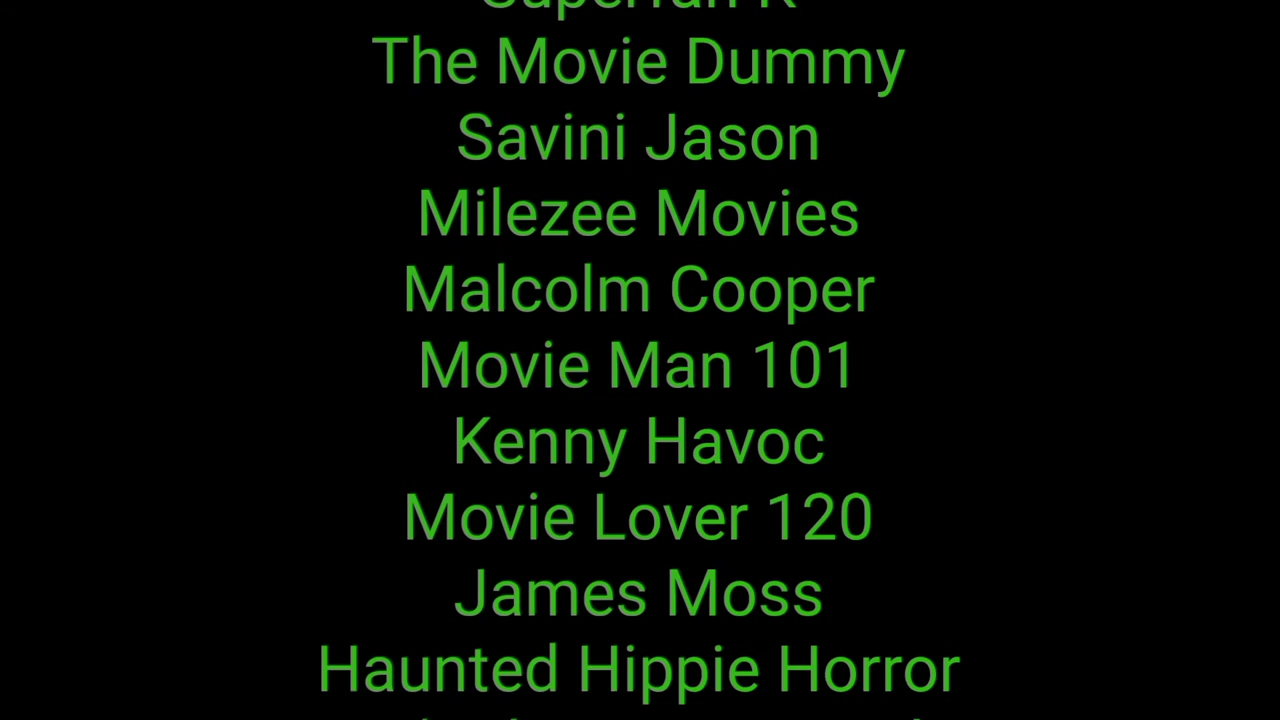 The Movie Dummy
Savini Jason
Milezee Movies
Malcolm Cooper
Movie Man 101
Kenny Havoc
Movie Lover 120
James Moss
Haunted Hippie Horror